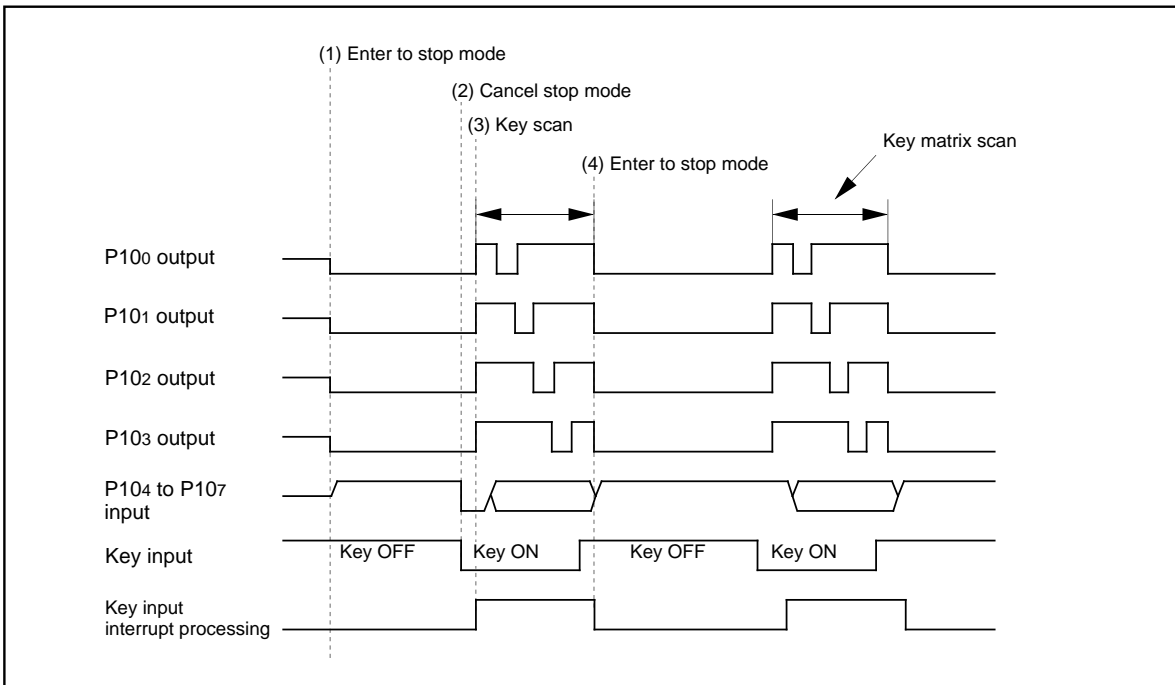 (1) Enter to stop mode
(2) Cancel stop mode
(3) Key scan
Key matrix scan
(4) Enter to stop mode
P100 output
P101 output
P102 output
P103 output
P104 to P107
input
Key input
Key OFF
Key ON
Key OFF
Key ON
Key input
interrupt processing